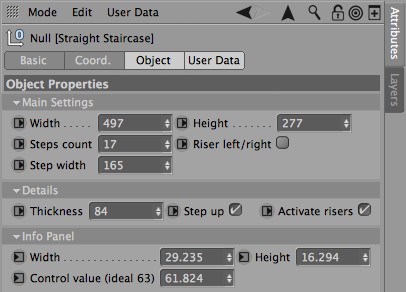 Mode Edit User Data
Null [Straight Staircase]
Basic Coord. Object User Data
Object Properties
Main Settings
Width . . . . . 497 Height . . . . . . . 277
Steps count 17 Riser left/right
Step width 165
Details
Thickness 84 Step up Activate risers
Info Panel
Width . . . . . . . . . . . . . . . 29.235 Height 16.294
Control value (ideal 63) 61.824
Attributes
Layers